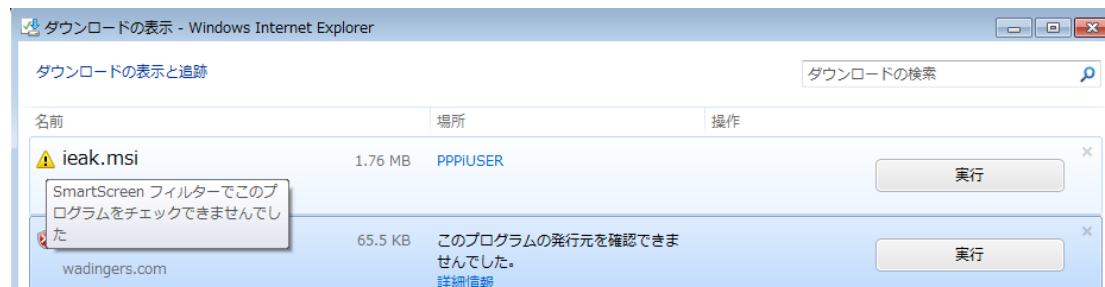 ダウンロードの表示 - Windows Internet Explorer
ダウンロードの表示と追跡
ダウンロードの検索
名前 場所 操作
ieak.msi 1.76 MB PPPiUSER 実行
SmartScreen フィルターでこのプ
ログラムをチェックできませんでし
た
65.5 KB このプログラムの発行元を確認できま
せんでした。
実行
wadingers.com
詳細情報